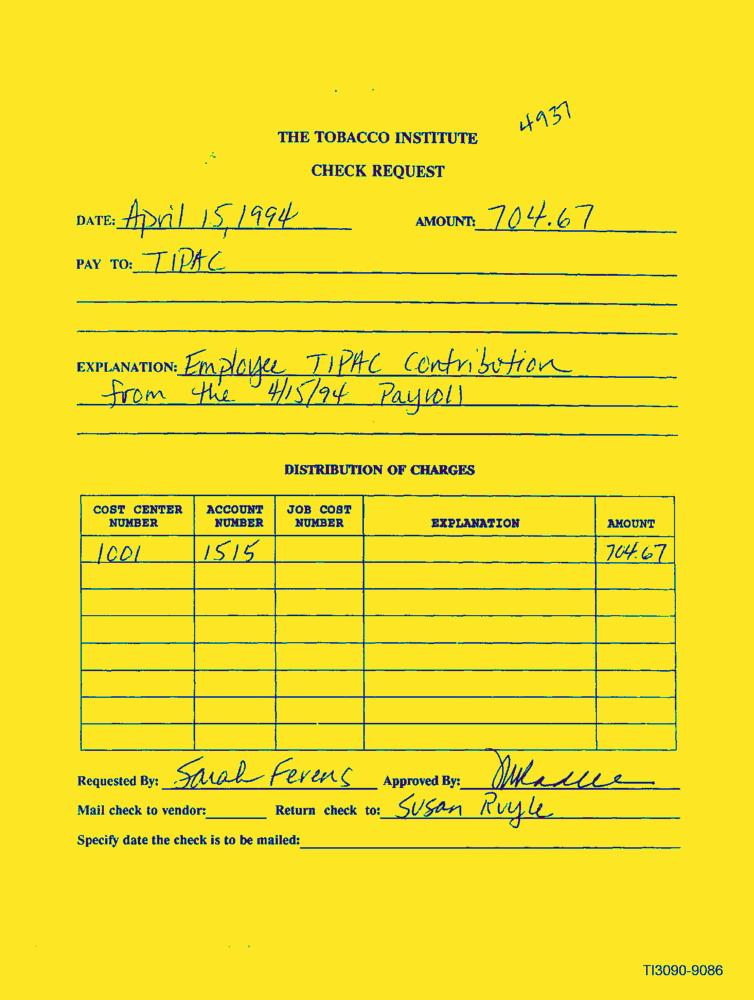 4937
THE TOBACCO INSTITUTE
CHECK REQUEST
DATE: April 15, 1994 AMOUNT: 704.67
PAY TO: TIPAC
EXPLANATION: Employee TIPAC Contribution
from the 4/15/94 Payroll
DISTRIBUTION OF CHARGES
COST CENTER NUMBER ACCOUNT NUMBER JOB COST NUMBER EXPLANATION AMOUNT
1001 1515 704.67
Requested By: Sarah Ferens Approved By:
Mail check to vendor: Return check to: Susan Ruyle
Specify date the check is to be mailed:
TI3090-9086